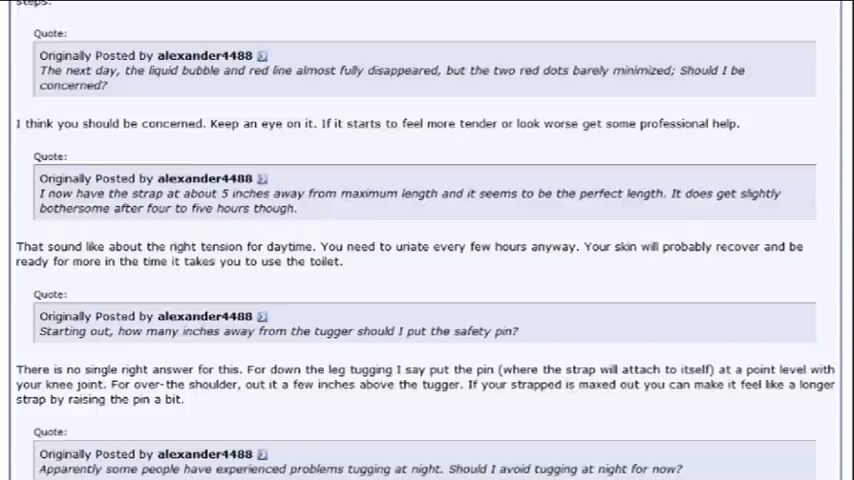 steps:
Quote:
Originally Posted by alexander4488
The next day, the liquid bubble and red line almost fully disappeared, but the two red dots barely minimized; Should I be
concerned?
I think you should be concerned. Keep an eye on it. If it starts to feel more tender or look worse get some professional help.
Quote:
Originally Posted by alexander4488
I now have the strap at about 5 inches away from maximum length and it seems to be the perfect length. It does get slightly
bothersome after four to five hours though.
That sound like about the right tension for daytime. You need to uriate every few hours anyway. Your skin will probably recover and be
ready for more in the time it takes you to use the toilet.
Quote:
Originally Posted by alexander4488
Starting out, how many inches away from the tugger should I put the safety pin?
There is no single right answer for this. For down the leg tugging I say put the pin (where the strap will attach to itself) at a point level with
your knee joint. For over-the shoulder, out it a few inches above the tugger. If your strapped is maxed out you can make it feel like a longer
strap by raising the pin a bit.
Quote:
Originally Posted by alexander4488
Apparently some people have experienced problems tugging at night. Should I avoid tugging at night for now?